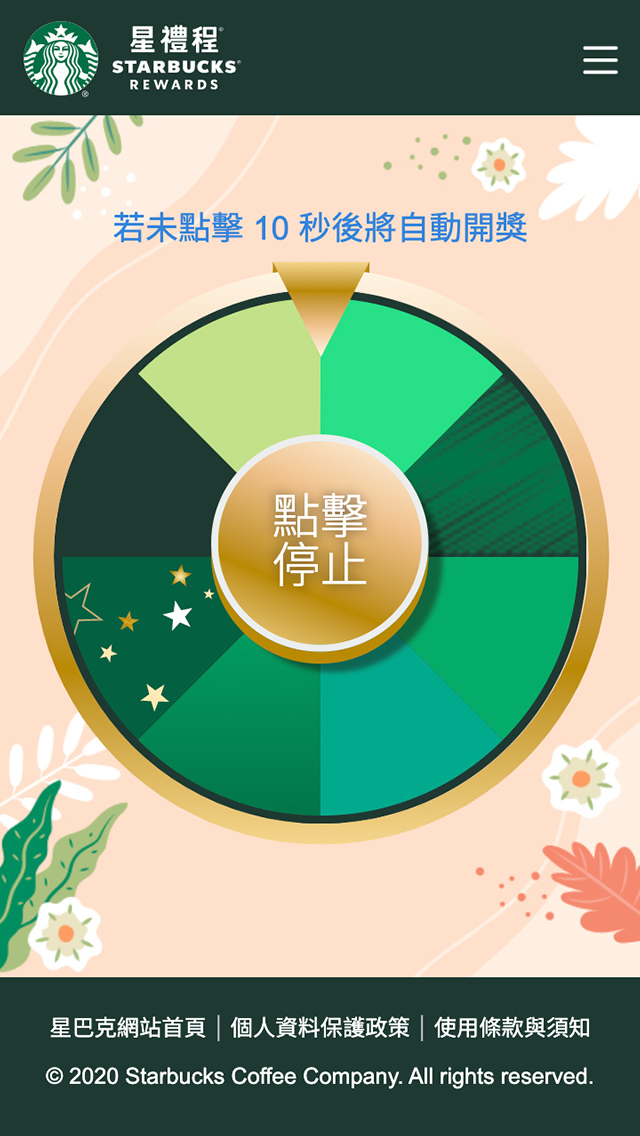 星禮程®
STARBUCKS®
REWARDS
®
若未點擊 10 秒後將自動開獎
點擊
停止
星巴克網站首頁｜個人資料保護政策｜使用條款與須知
© 2020 Starbucks Coffee Company. All rights reserved.